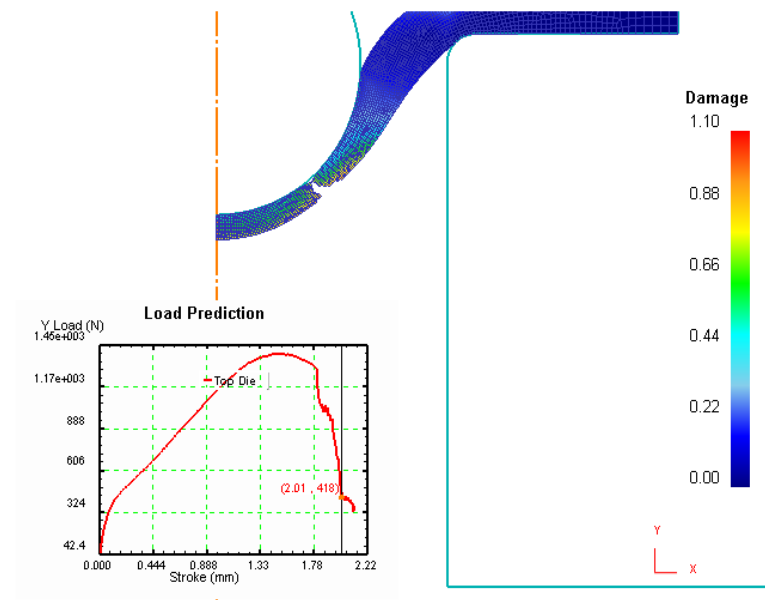 Damage
1.10
0.88
0.66
0.44
0.22
0.00
Load Prediction
Y Load (N)
1.46e+003
1.17e+003
888
606
324
42.4
Top Die
(2.01 , 418)
0.000 0.444 0.888 1.33 1.78 2.22
Stroke (mm)
Y
X